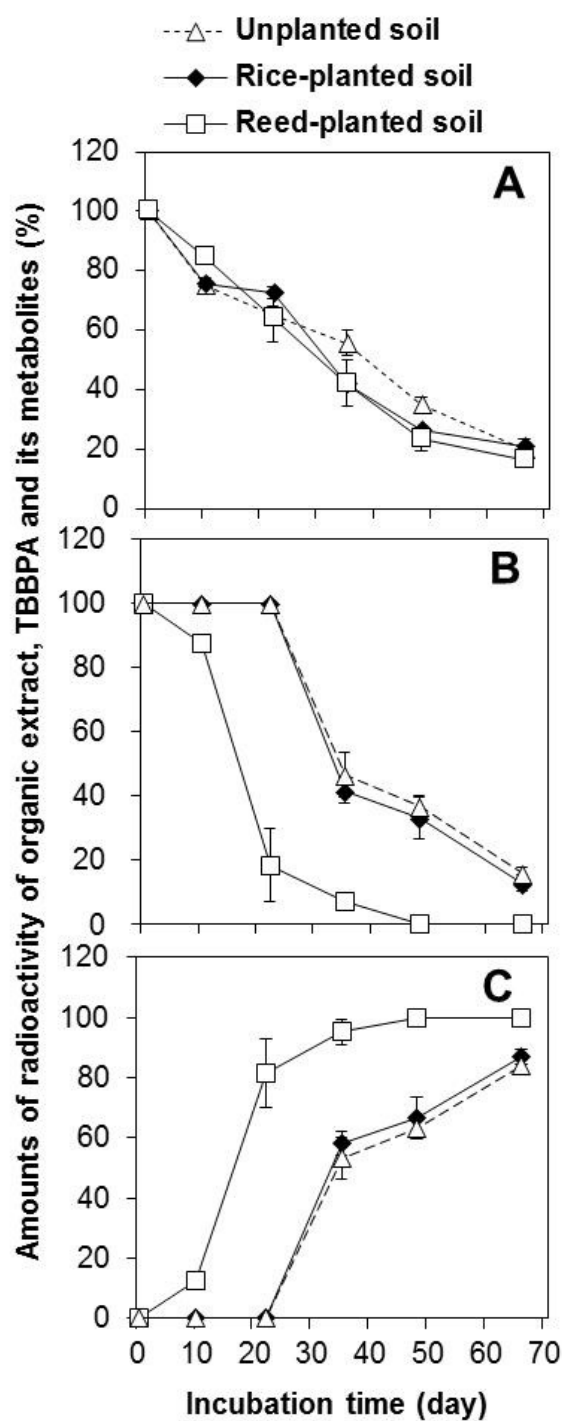 Unplanted soil
Rice-planted soil
Reed-planted soil
Amounts of radioactivity of organic extract, TBBPA and its metabolites (%)
A
120
100
80
60
40
20
0
B
120
100
80
60
40
20
0
C
120
100
80
60
40
20
0
0 10 20 30 40 50 60 70
Incubation time (day)